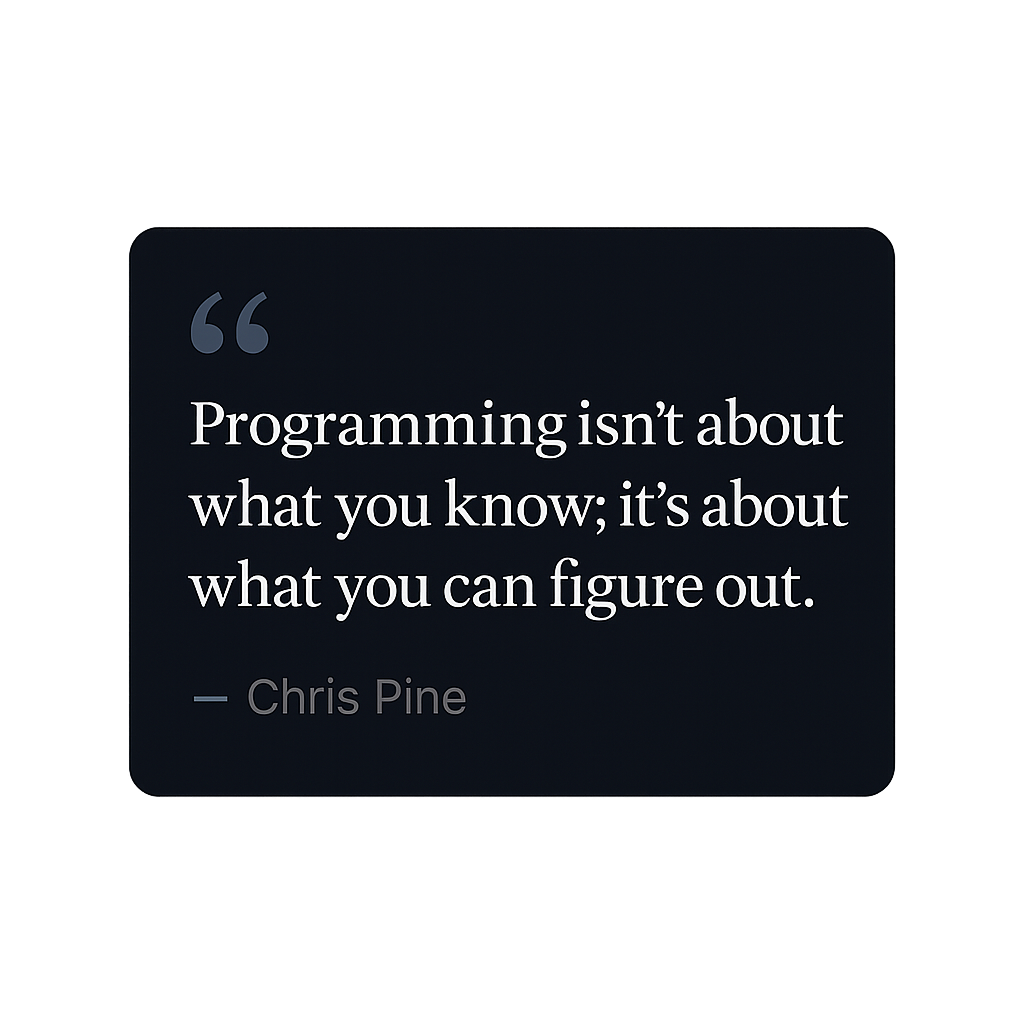 “
Programming isn’t about
what you know; it’s about
what you can figure out.
— Chris Pine